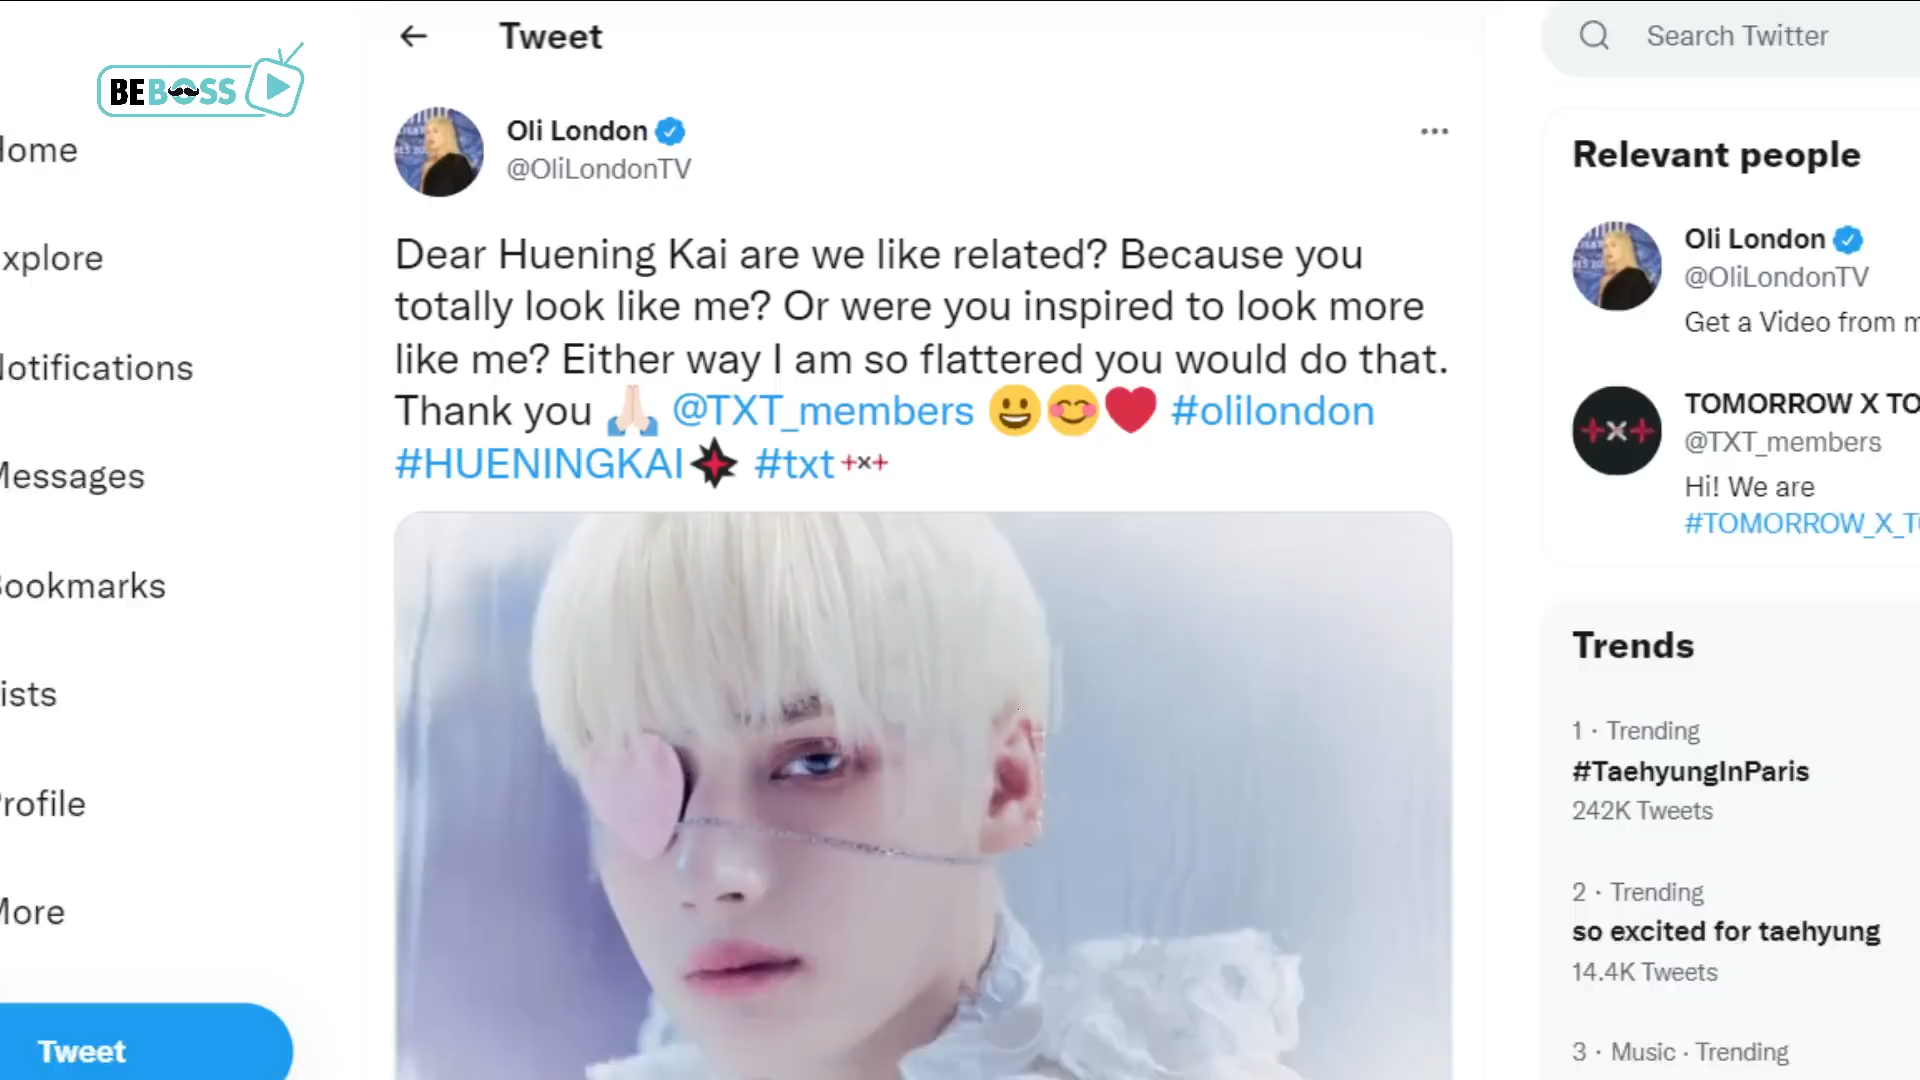 BEBOSS
ome
xplore
otifications
essages
ookmarks
ists
rofile
ore
Tweet
Tweet
Oli London
@OliLondonTV
Dear Huening Kai are we like related? Because you
totally look like me? Or were you inspired to look more
like me? Either way I am so flattered you would do that.
Thank you 🙏🏻 @TXT_members 😀😊❤️ #olilondon
#HUENINGKAI #txt
Search Twitter
Relevant people
Oli London
@OliLondonTV
Get a Video from m
TOMORROW X TO
@TXT_members
Hi! We are
#TOMORROW_X_T
Trends
1 · Trending
#TaehyungInParis
242K Tweets
2 · Trending
so excited for taehyung
14.4K Tweets
3 · Music · Trending